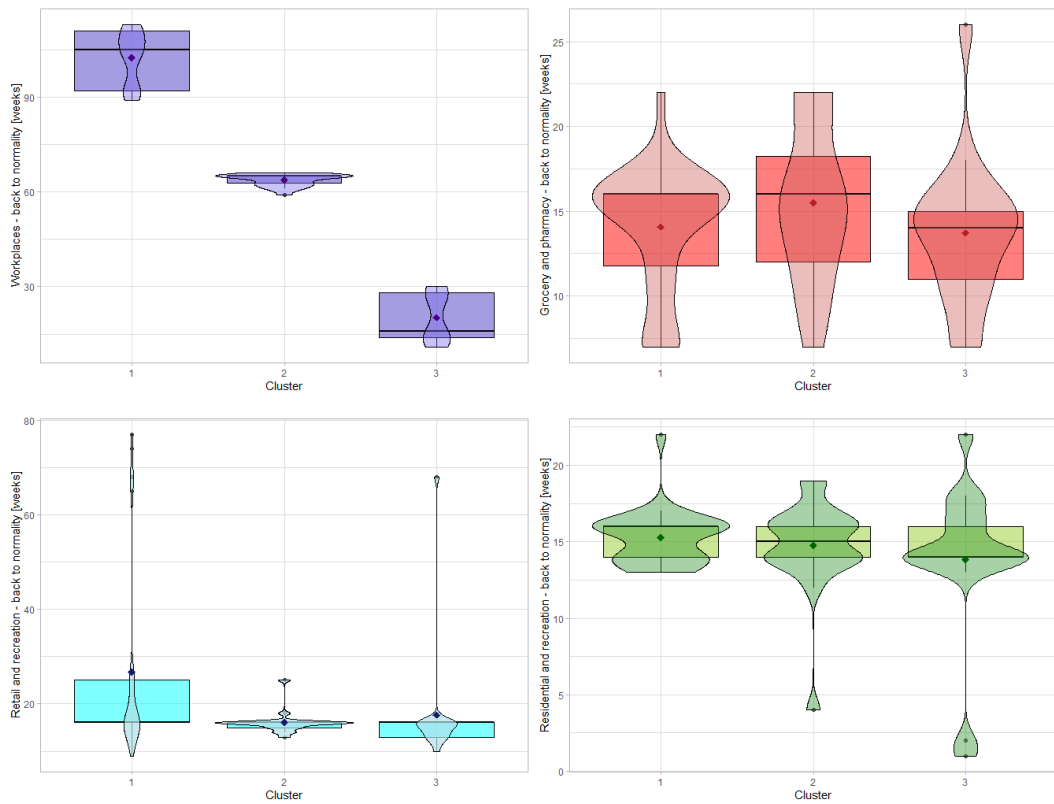 Workplaces - back to normality [weeks]
90
60
30
1 2 3
Cluster
Grocery and pharmacy - back to normality [weeks]
25
20
15
10
1 2 3
Cluster
Retail and recreation - back to normality [weeks]
80
60
40
20
1 2 3
Cluster
Residential and recreation - back to normality [weeks]
20
15
10
5
0
1 2 3
Cluster